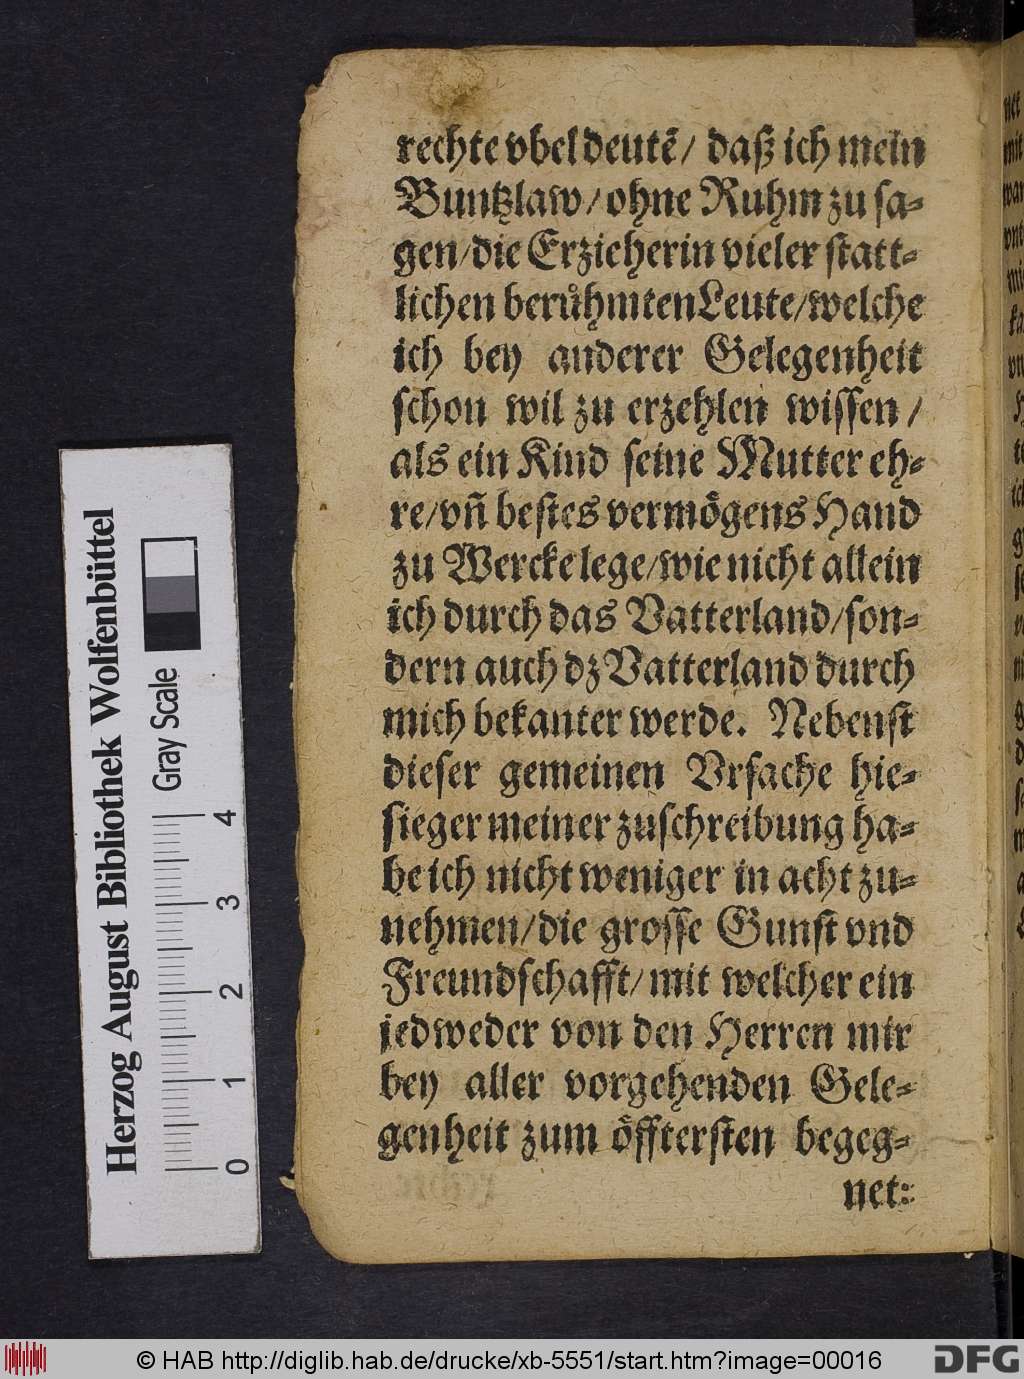 rechte vbel deutẽ / daß ich mein
Buntzlaw / ohne Ruhm zu sa-
gen / die Erzieherin vieler statt-
lichen berůhmten Leute / welche
ich bey anderer Gelegenheit
schon wil zu erzehlen wissen /
als ein Kind seine Mutter eh-
re / vñ bestes vermögens Hand
zu Wercke lege / wie nicht allein
ich durch das Vatterland / son-
dern auch dz Vatterland durch
mich bekanter werde. Nebenst
dieser gemeinen Vrsache hie-
sieger meiner zuschreibung ha-
be ich nicht weniger in acht zu-
nehmen / die grosse Gunst vnd
Freundschafft / mit welcher ein
jedweder von den Herren mir
bey aller vorgehenden Gele-
genheit zum öfftersten begeg-
net:
Herzog August Bibliothek Wolfenbüttel
Gray Scale
0 1 2 3 4
© HAB http://diglib.hab.de/drucke/xb-5551/start.htm?image=00016
DFG